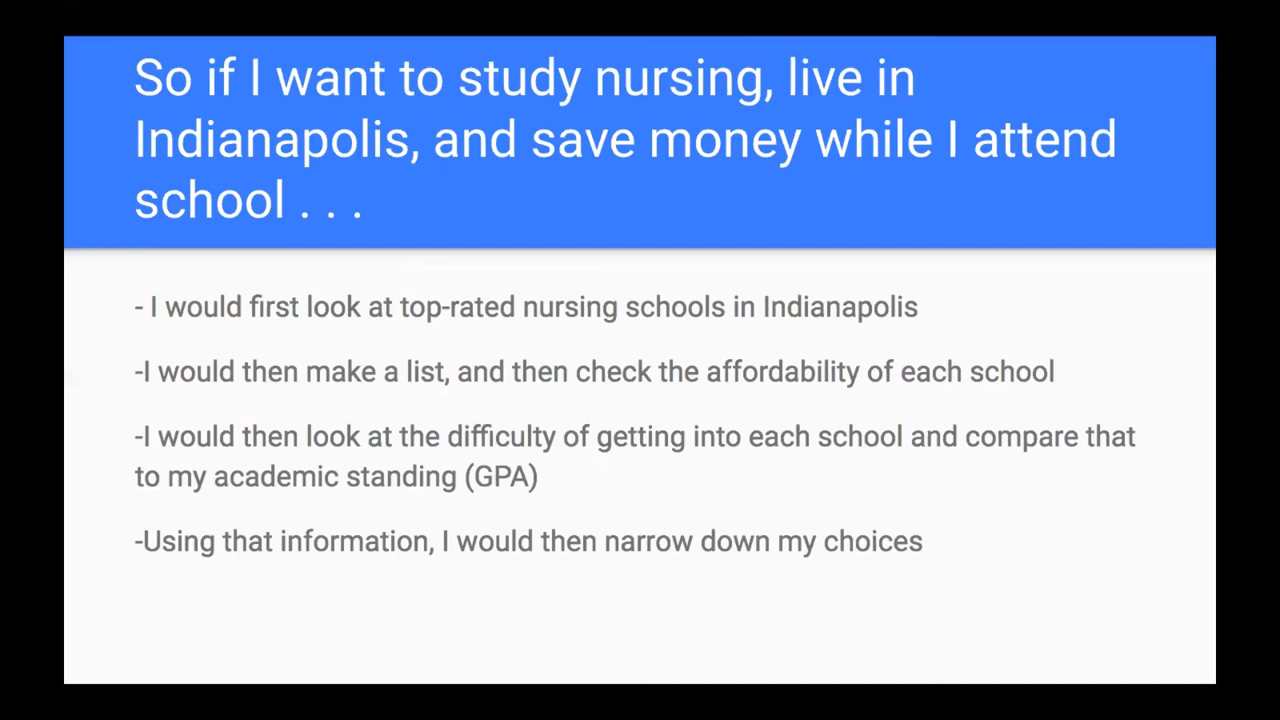 So if I want to study nursing, live in
Indianapolis, and save money while I attend
school . . .
- I would first look at top-rated nursing schools in Indianapolis
-I would then make a list, and then check the affordability of each school
-I would then look at the difficulty of getting into each school and compare that
to my academic standing (GPA)
-Using that information, I would then narrow down my choices